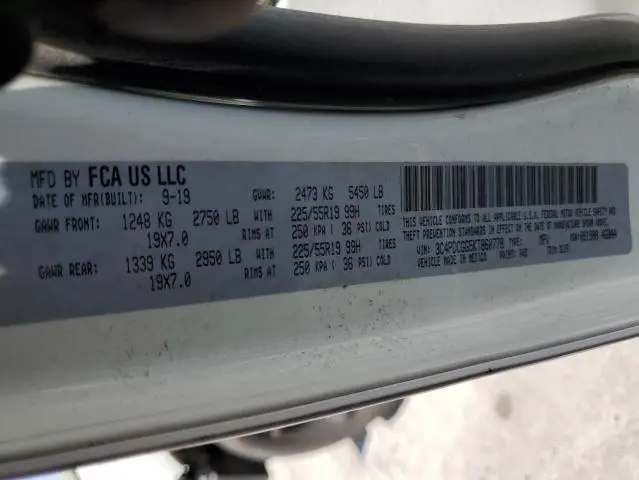 MFD BY FCA US LLC
DATE OF MFR(BUILT): 9-19 GVWR: 2473 KG 5450 LB
GAWR FRONT: 1248 KG 2750 LB WITH 225/55R19 99H TIRES
19X7.0 RIMS AT 250 KPA ( 36 PSI) COLD
GAWR REAR: 1339 KG 2950 LB WITH 225/55R19 99H TIRES
19X7.0 RIMS AT 250 KPA ( 36 PSI) COLD
THIS VEHICLE CONFORMS TO ALL APPLICABLE U.S.A. FEDERAL MOTOR VEHICLE SAFETY AND
THEFT PREVENTION STANDARDS IN EFFECT ON THE DATE OF MANUFACTURE SHOWN ABOVE.
VIN: TYPE: MPV
VEHICLE MADE IN MEXICO PAINT: TRIM: